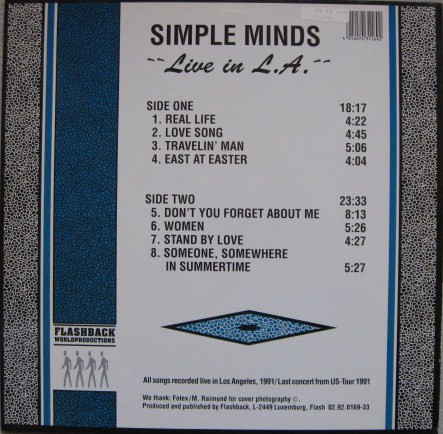 SIMPLE MINDS
~~Live in L.A.~~
SIDE ONE 18:17
1. REAL LIFE 4:22
2. LOVE SONG 4:45
3. TRAVELIN' MAN 5:06
4. EAST AT EASTER 4:04
SIDE TWO 23:33
5. DON'T YOU FORGET ABOUT ME 8:13
6. WOMEN 5:26
7. STAND BY LOVE 4:27
8. SOMEONE, SOMEWHERE
IN SUMMERTIME 5:27
FLASHBACK
WORLDPRODUCTIONS
All songs recorded live in Los Angeles, 1991/Last concert from US-Tour 1991
We thank: Fotex/M. Raimund for cover photography ©.
Produced and published by Flashback, L-2449 Luxemburg, Flash 02.92.0169-33